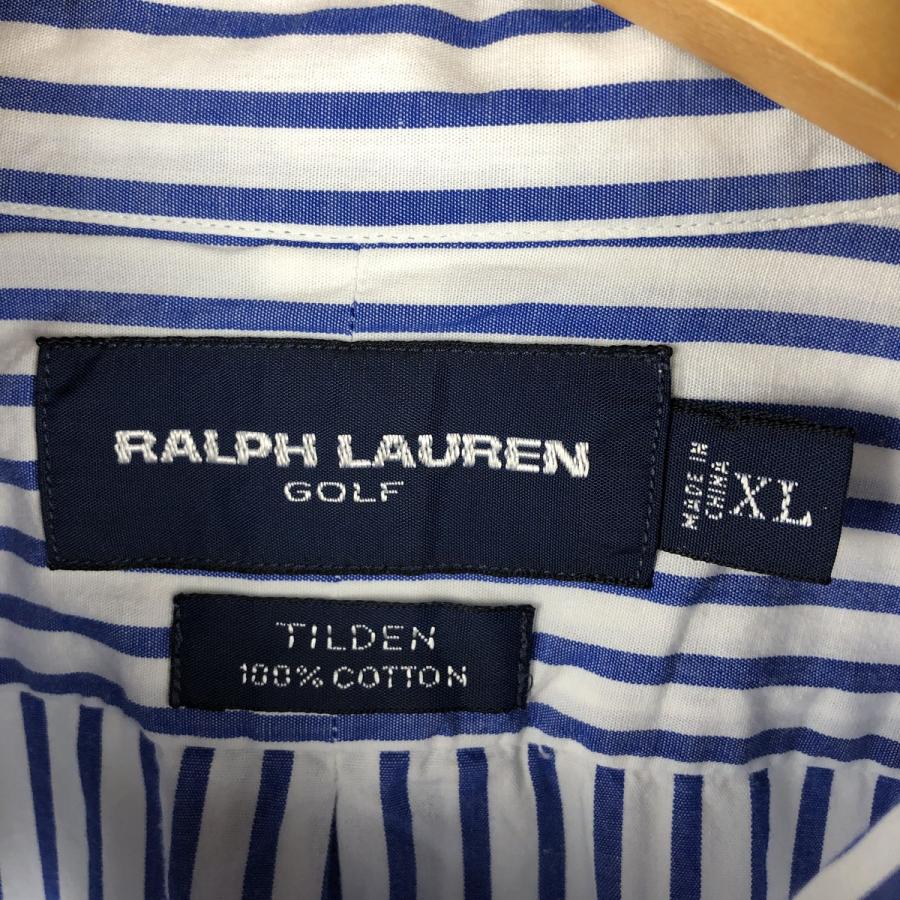 RALPH LAUREN
GOLF
MADE IN
CHINA
XL
TILDEN
100% COTTON